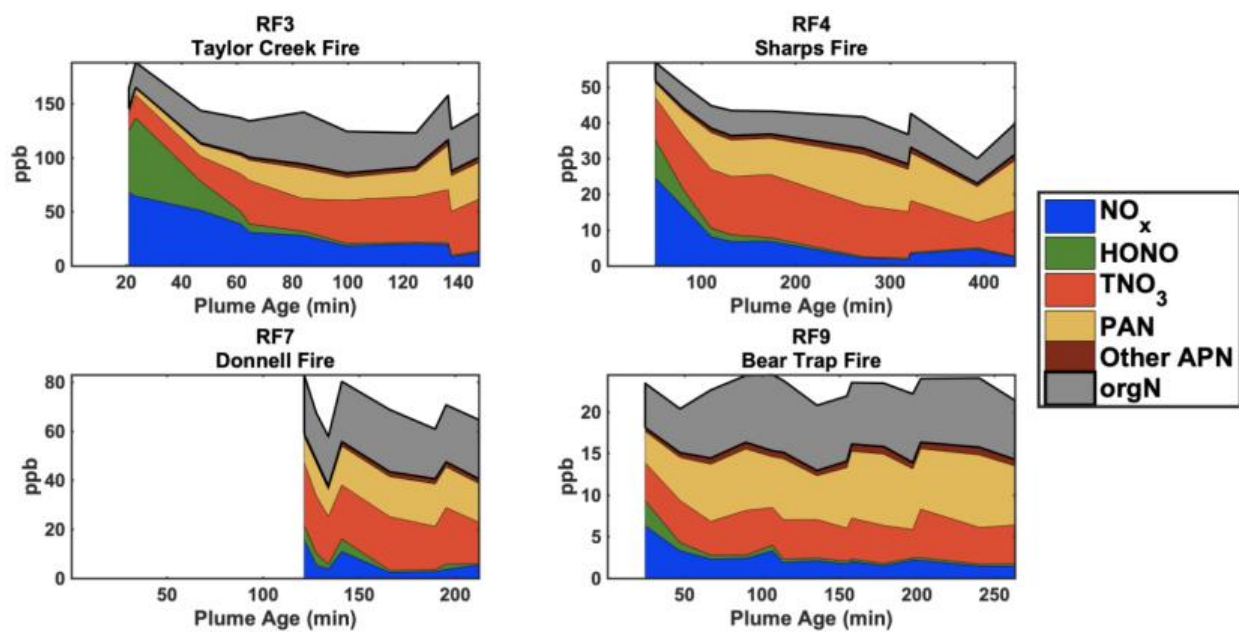 RF3
Taylor Creek Fire
ppb
150
100
50
0
20 40 60 80 100 120 140
Plume Age (min)
RF4
Sharps Fire
ppb
50
40
30
20
10
0
100 200 300 400
Plume Age (min)
RF7
Donnell Fire
ppb
80
60
40
20
0
50 100 150 200
Plume Age (min)
RF9
Bear Trap Fire
ppb
20
15
10
5
0
50 100 150 200 250
Plume Age (min)
NOx
HONO
TNO3
PAN
Other APN
orgN